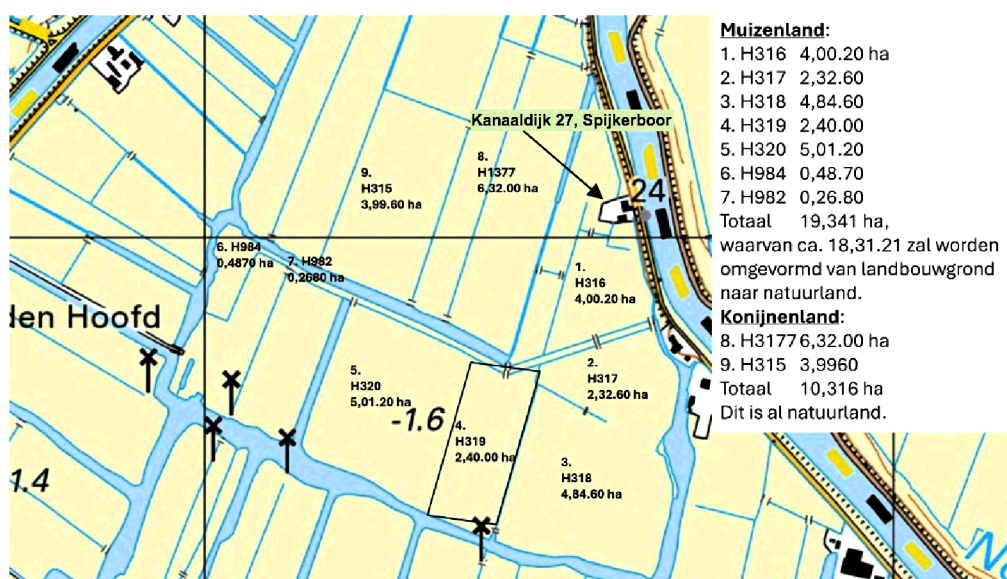 Muizenland:
1. H316 4,00.20 ha
2. H317 2,32.60
3. H318 4,84.60
4. H319 2,40.00
5. H320 5,01.20
6. H984 0,48.70
7. H982 0,26.80
Totaal 19,341 ha,
waarvan ca. 18,31.21 zal worden
omgevormd van landbouwgrond
naar natuurland.
Konijnenland:
8. H3177 6,32.00 ha
9. H315 3,9960
Totaal 10,316 ha
Dit is al natuurland.
Kanaaldijk 27, Spijkerboor
8.
H1377
6,32.00 ha
9.
H315
3,99.60 ha
24
6. H984
0,4870 ha
7. H982
0,2680 ha
1.
H316
4,00.20 ha
den Hoofd
2.
H317
2,32.60 ha
5.
H320
5,01.20 ha
-1.6
4.
H319
2,40.00 ha
3.
H318
4,84.60 ha
1.4